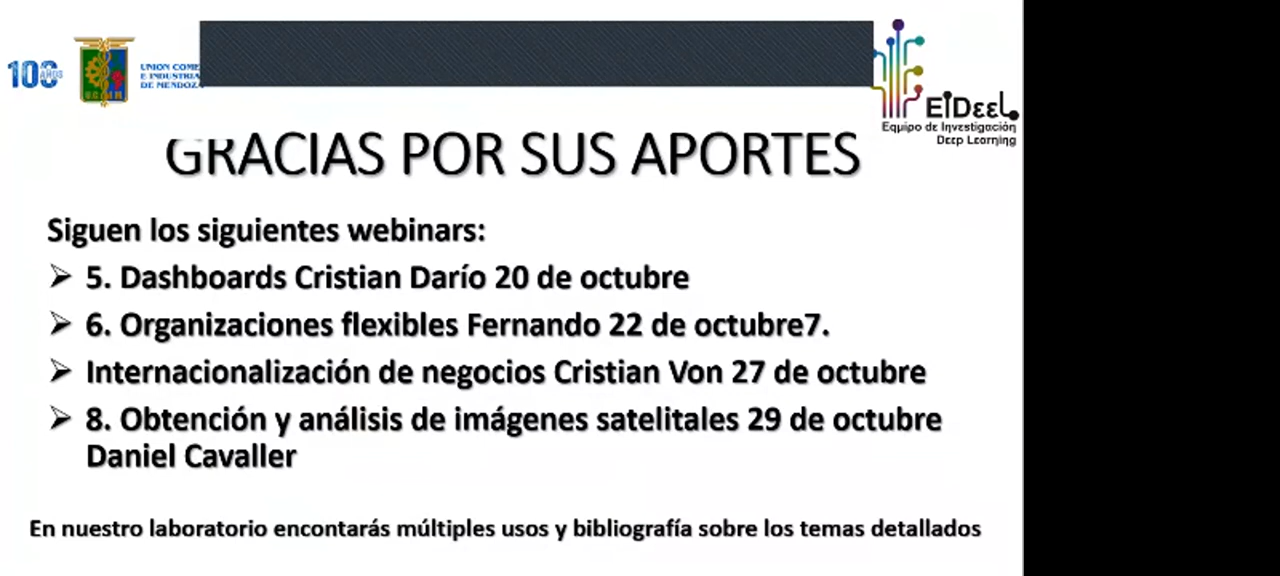 100 AÑOS
U.C.I.M.
UNION COME
E INDUSTRIA
DE MENDOZA
EIDeeL
Equipo de Investigación
Deep Learning
GRACIAS POR SUS APORTES
Siguen los siguientes webinars:
➢ 5. Dashboards Cristian Darío 20 de octubre
➢ 6. Organizaciones flexibles Fernando 22 de octubre7.
➢ Internacionalización de negocios Cristian Von 27 de octubre
➢ 8. Obtención y análisis de imágenes satelitales 29 de octubre
Daniel Cavaller
En nuestro laboratorio encontarás múltiples usos y bibliografía sobre los temas detallados